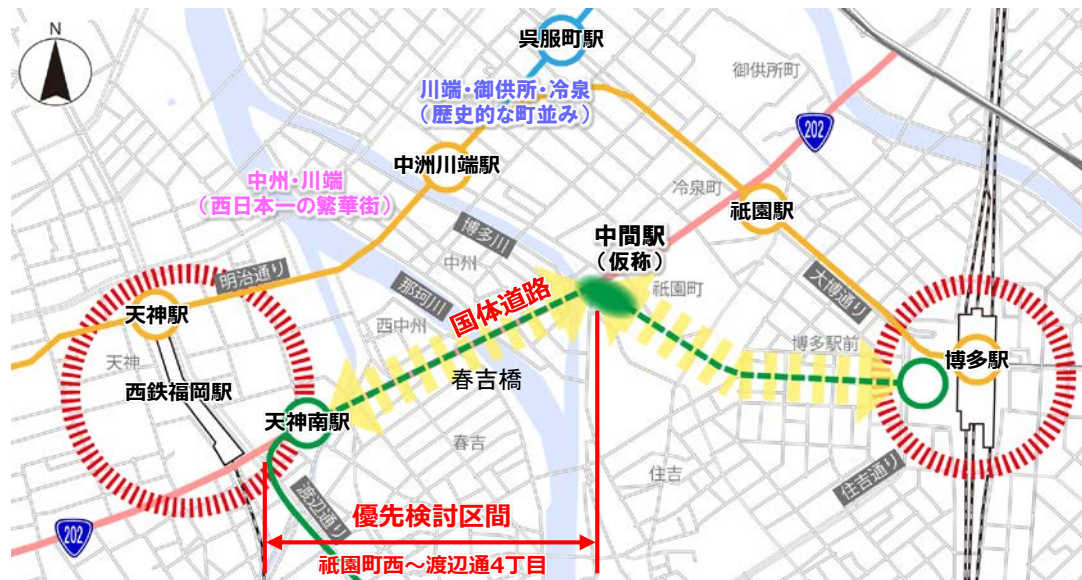 N
呉服町駅
御供所町
川端・御供所・冷泉
（歴史的な町並み）
202
中洲川端駅
冷泉町
中州・川端
（西日本一の繁華街）
祇園駅
博多川
中間駅
（仮称）
中州
大博通り
明治通り
那珂川
祇園町
天神駅
国体道路
西中州
博多駅前
天神
博多駅
西鉄福岡駅
春吉橋
天神南駅
春吉
住吉
住吉通り
渡辺通り
優先検討区間
202
祇園町西～渡辺通4丁目